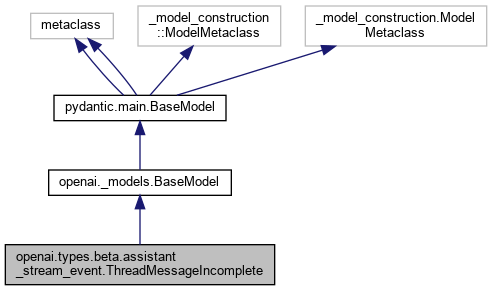 metaclass
_model_construction
::ModelMetaclass
_model_construction.Model
Metaclass
pydantic.main.BaseModel
openai._models.BaseModel
openai.types.beta.assistant
_stream_event.ThreadMessageIncomplete